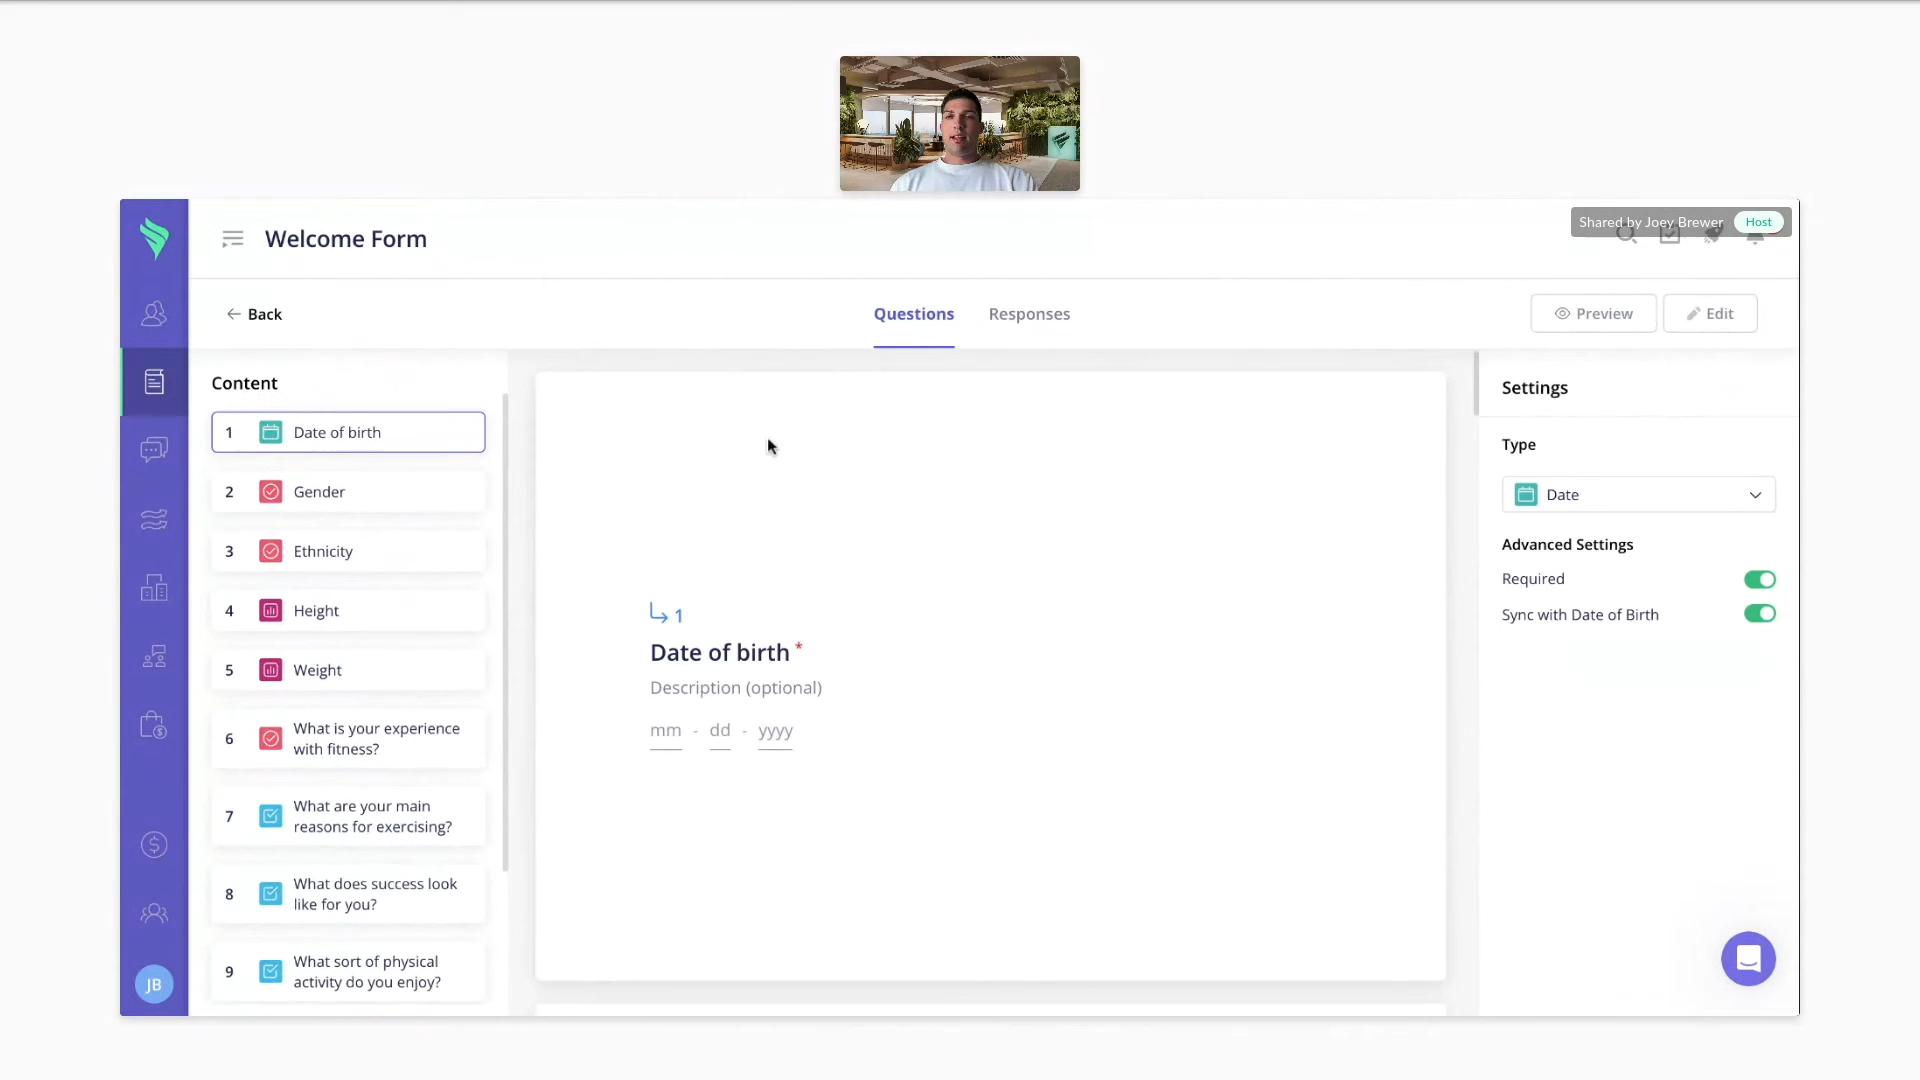 Shared by Joey Brewer Host
Welcome Form
Back
Questions
Responses
Preview
Edit
Content
1 Date of birth
2 Gender
3 Ethnicity
4 Height
5 Weight
6 What is your experience
with fitness?
7 What are your main
reasons for exercising?
8 What does success look
like for you?
9 What sort of physical
activity do you enjoy?
JB
1
Date of birth *
Description (optional)
mm - dd - yyyy
Settings
Type
Date
Advanced Settings
Required
Sync with Date of Birth